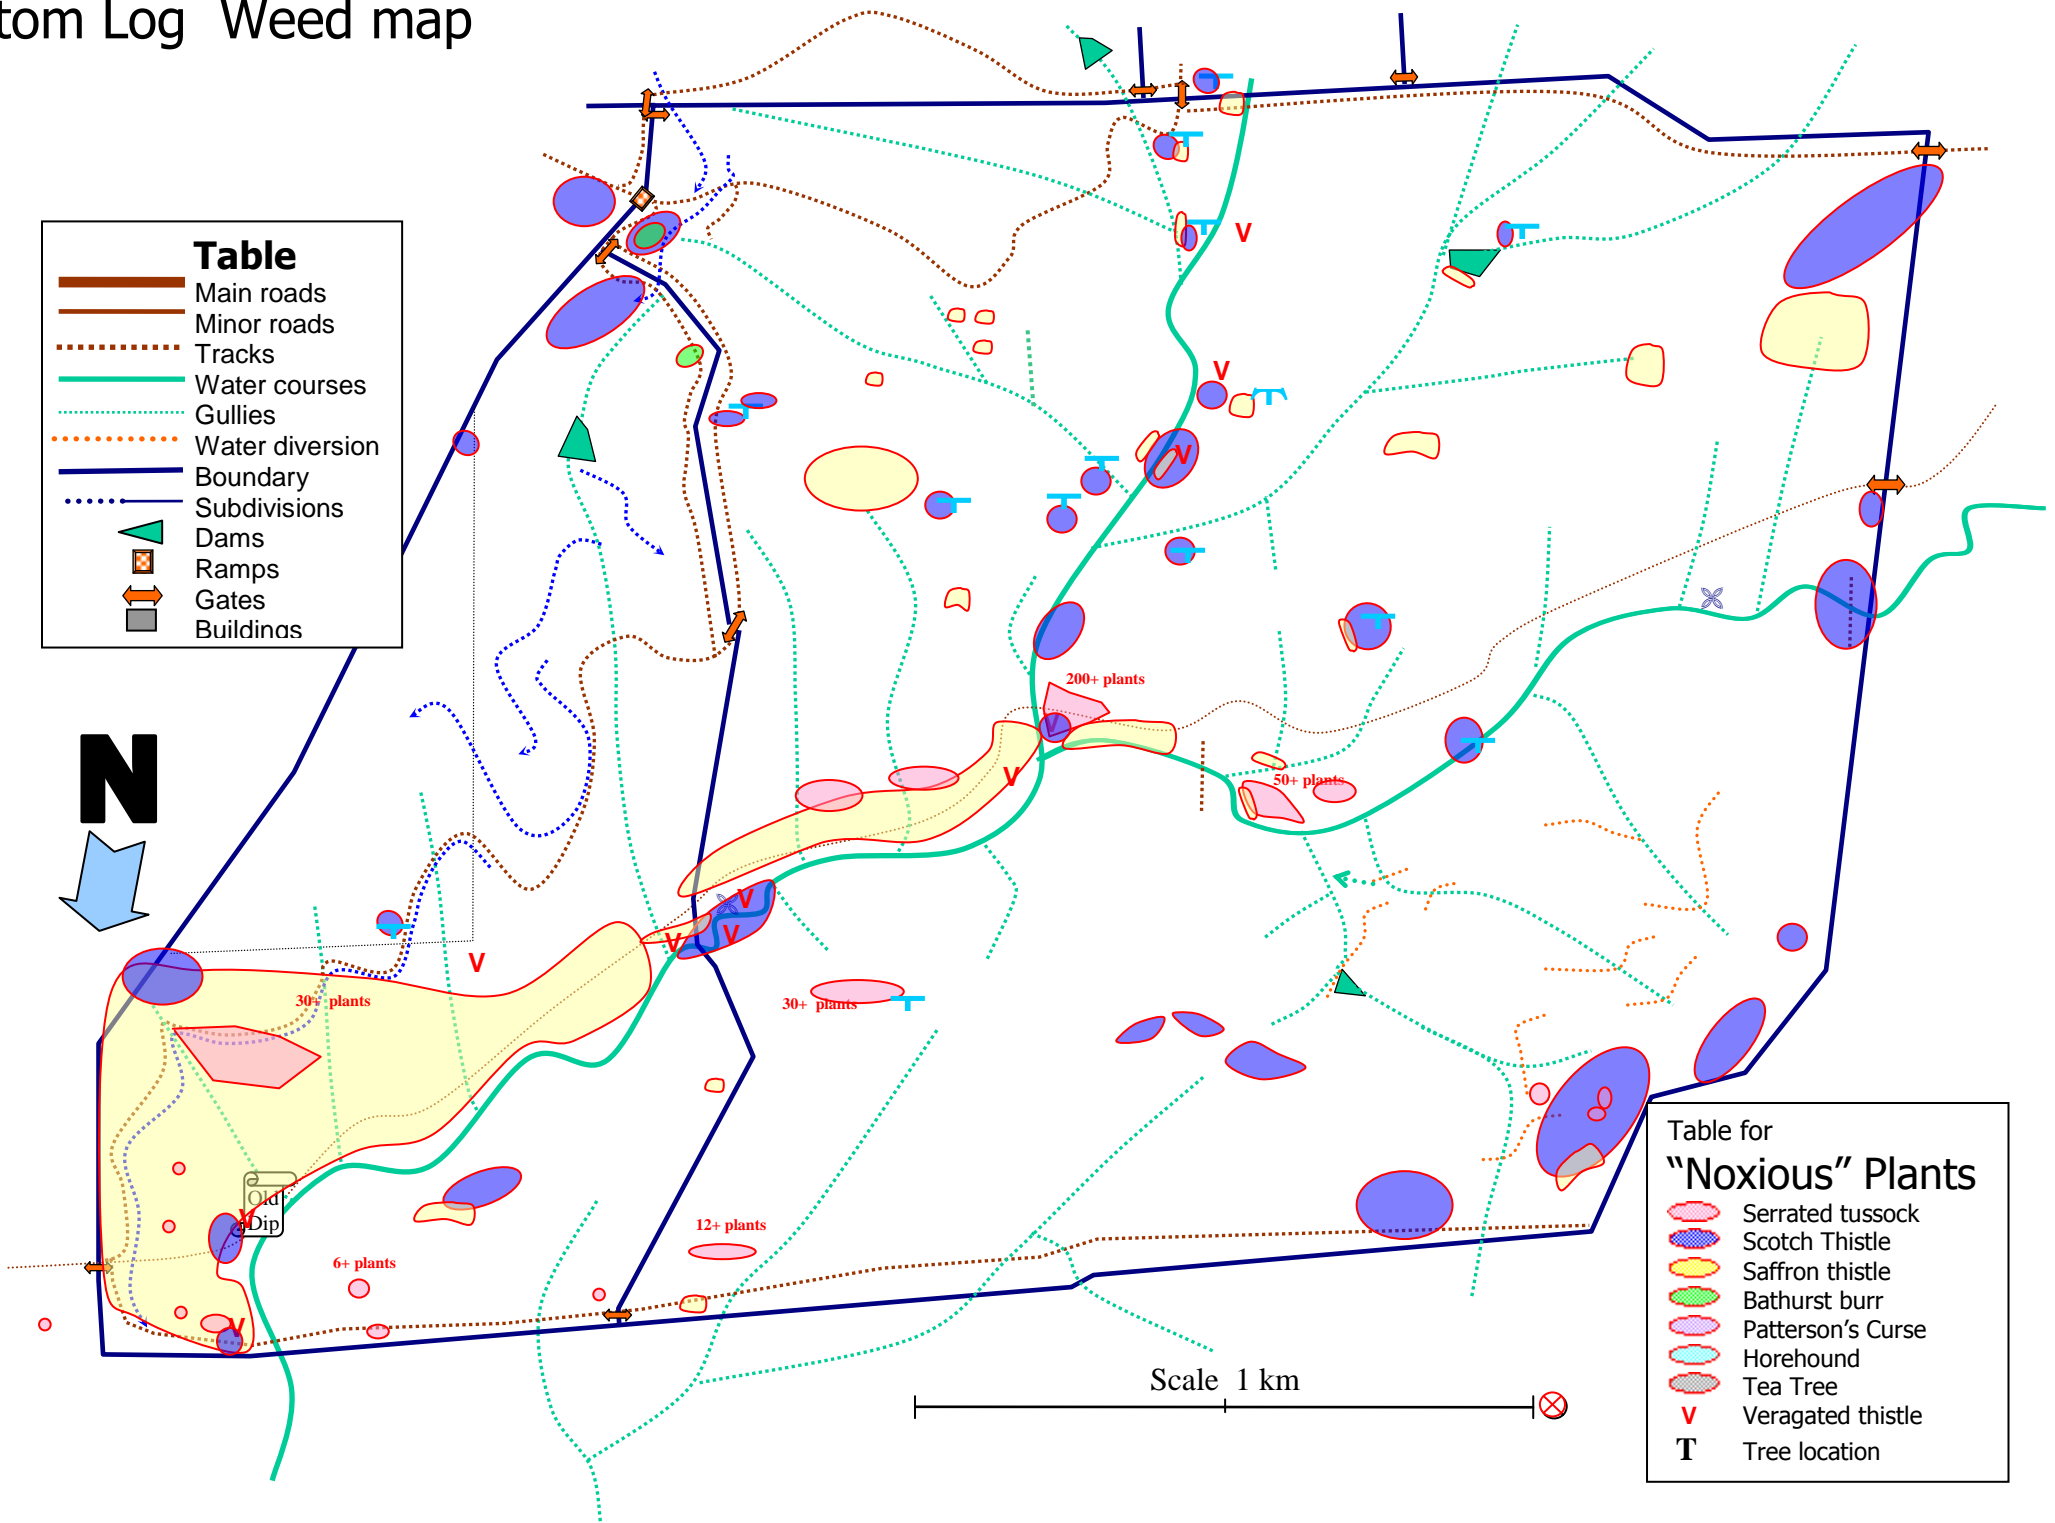 tom Log Weed map
Table
Main roads
Minor roads
Tracks
Water courses
Gullies
Water diversion
Boundary
Subdivisions
Dams
Ramps
Gates
Buildings
N
V
V
V
200+ plants
V
V
50+ plants
V
V
V
V
30+ plants
30+ plants
Old
Dip
V
12+ plants
6+ plants
V
Scale 1 km
Table for
“Noxious” Plants
Serrated tussock
Scotch Thistle
Saffron thistle
Bathurst burr
Patterson’s Curse
Horehound
Tea Tree
V Veragated thistle
T Tree location